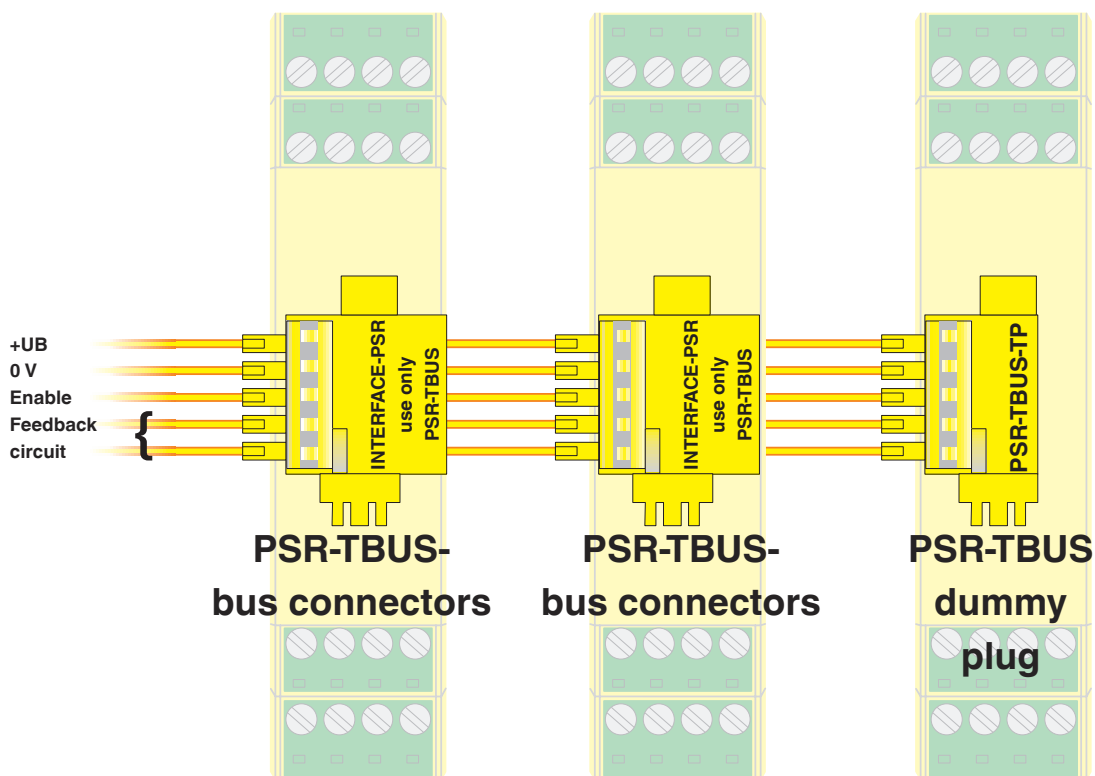 +UB
0 V
Enable
Feedback
circuit
{
INTERFACE-PSR
use only
PSR-TBUS
INTERFACE-PSR
use only
PSR-TBUS
PSR-TBUS-TP
PSR-TBUS-
bus connectors
PSR-TBUS-
bus connectors
PSR-TBUS
dummy
plug